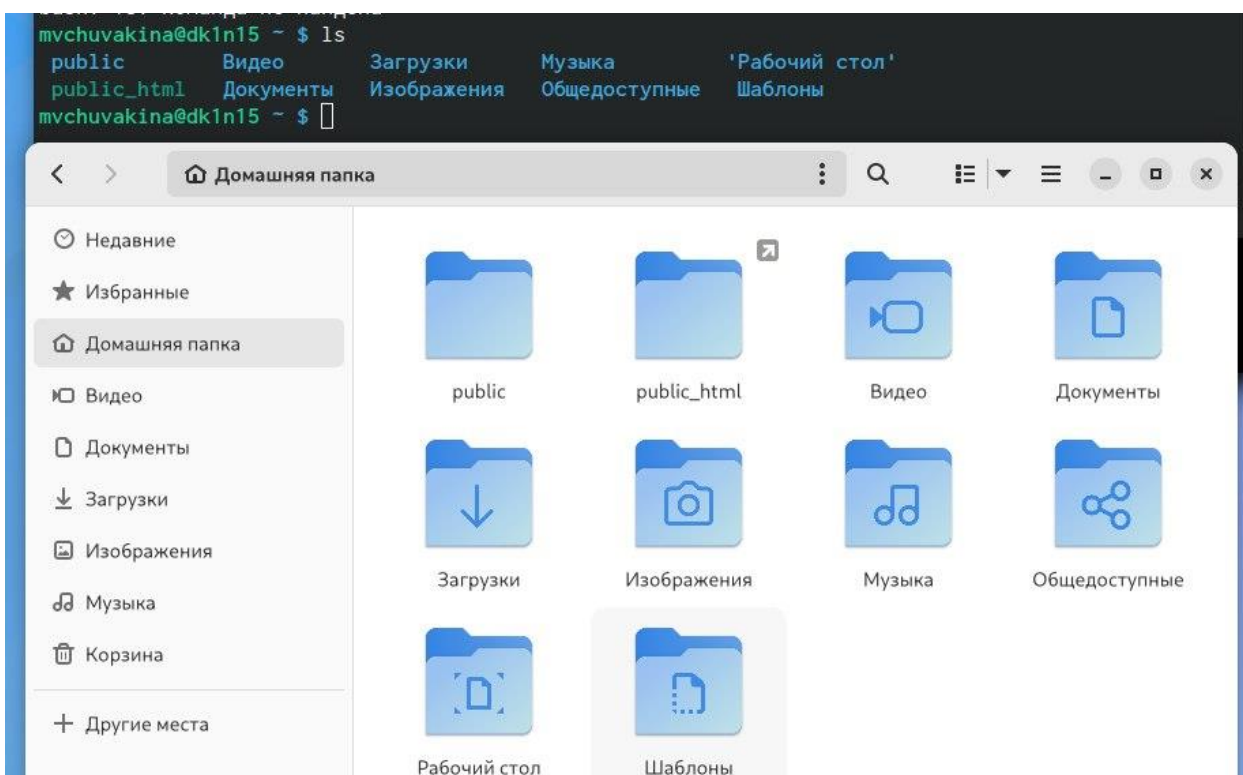 mvchuvakina@dk1n15 ~ $ ls
public Видео Загрузки Музыка 'Рабочий стол'
public_html Документы Изображения Общедоступные Шаблоны
mvchuvakina@dk1n15 ~ $
Домашняя папка
Недавние
Избранные
Домашняя папка
Видео
Документы
Загрузки
Изображения
Музыка
Корзина
Другие места
public public_html Видео Документы
Загрузки Изображения Музыка Общедоступные
Рабочий стол Шаблоны